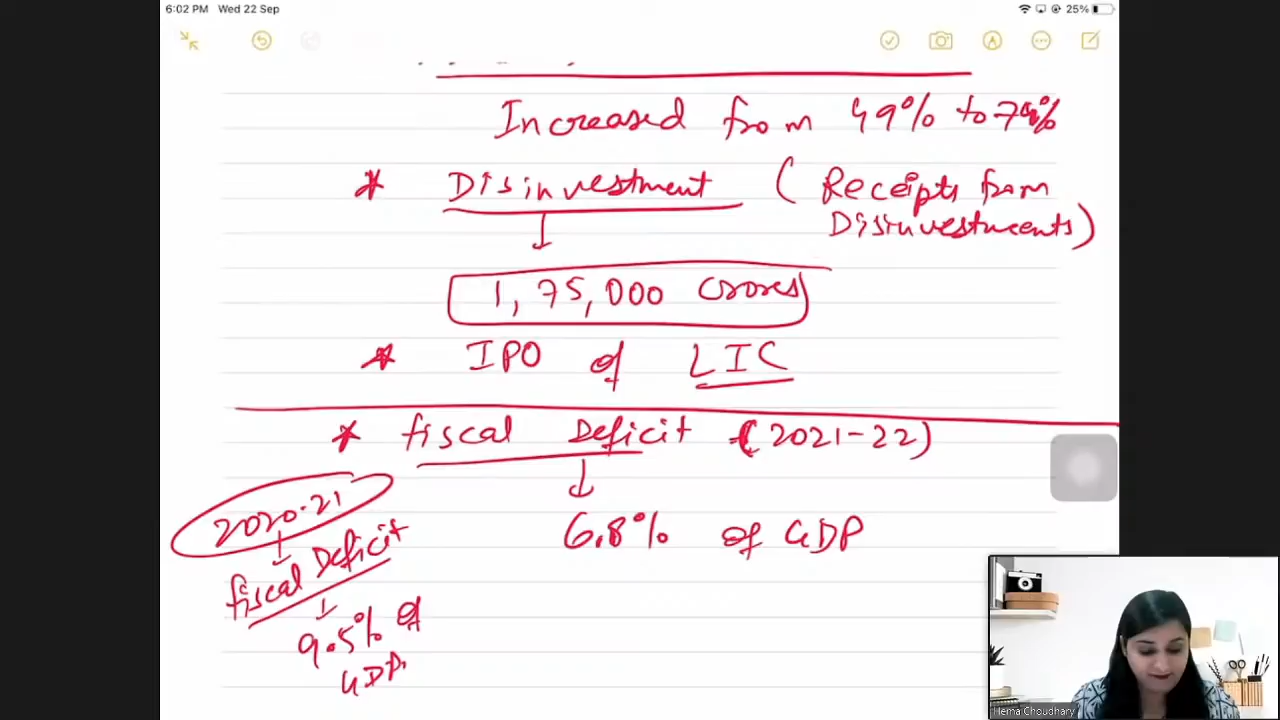 6:02 PM Wed 22 Sep
25%
Increased from 49% to 74%
* Disinvestment (Receipts from
Disinvestments)
1,75,000 crores
* IPO of LIC
* fiscal Deficit (2021-22)
6.8% of GDP
2020-21
fiscal Deficit
9.5% of
GDP.
Hema Choudhary